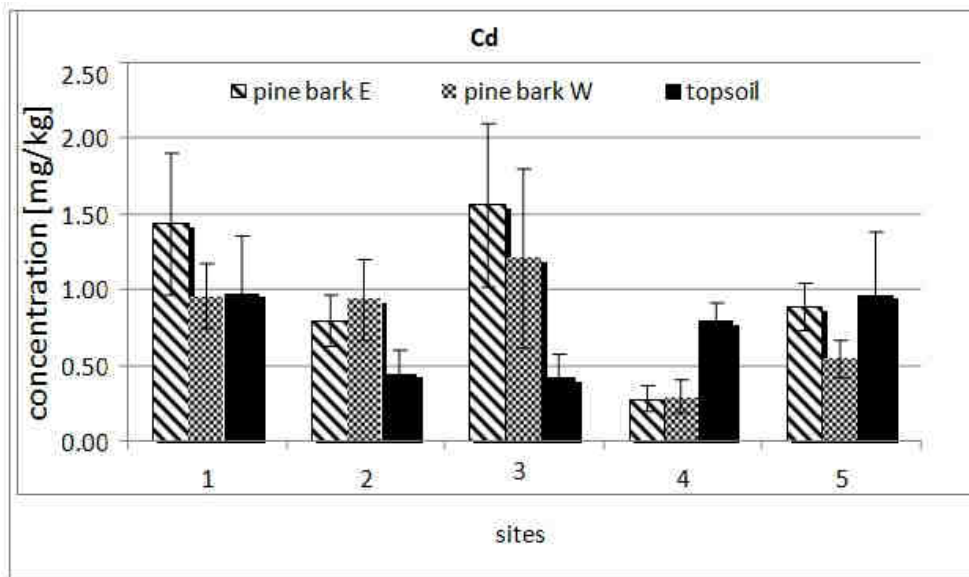 Cd
pine bark E pine bark W topsoil
concentration [mg/kg]
2.50
2.00
1.50
1.00
0.50
0.00
1 2 3 4 5
sites